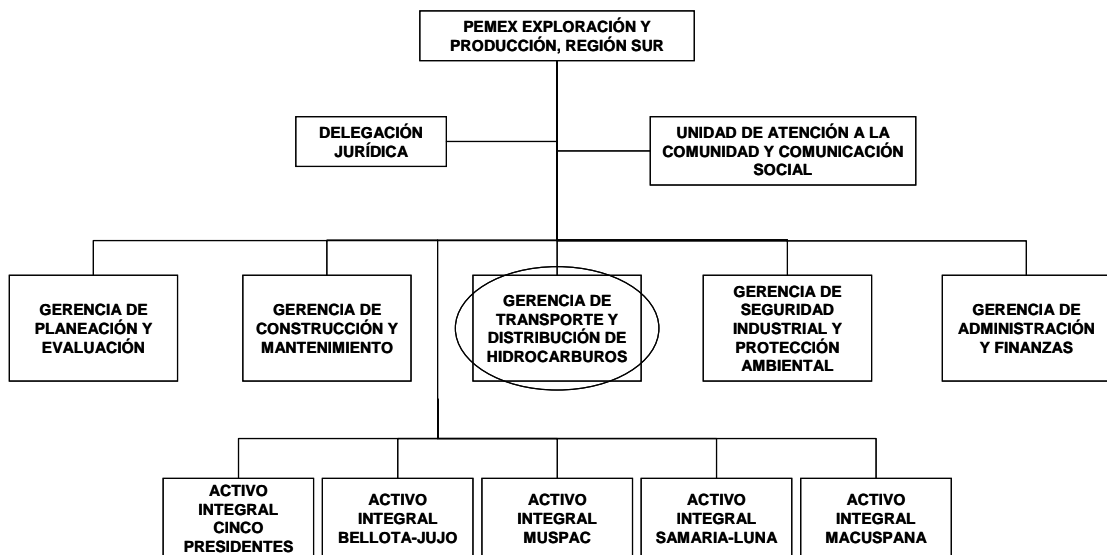 PEMEX EXPLORACIÓN Y
PRODUCCIÓN, REGIÓN SUR
DELEGACIÓN
JURÍDICA
UNIDAD DE ATENCIÓN A LA
COMUNIDAD Y COMUNICACIÓN
SOCIAL
GERENCIA DE
PLANEACIÓN Y
EVALUACIÓN
GERENCIA DE
CONSTRUCCIÓN Y
MANTENIMIENTO
GERENCIA DE
TRANSPORTE Y
DISTRIBUCIÓN DE
HIDROCARBUROS
GERENCIA DE
SEGURIDAD
INDUSTRIAL Y
PROTECCIÓN
AMBIENTAL
GERENCIA DE
ADMINISTRACIÓN
Y FINANZAS
ACTIVO
INTEGRAL
CINCO
PRESIDENTES
ACTIVO
INTEGRAL
BELLOTA-JUJO
ACTIVO
INTEGRAL
MUSPAC
ACTIVO
INTEGRAL
SAMARIA-LUNA
ACTIVO
INTEGRAL
MACUSPANA